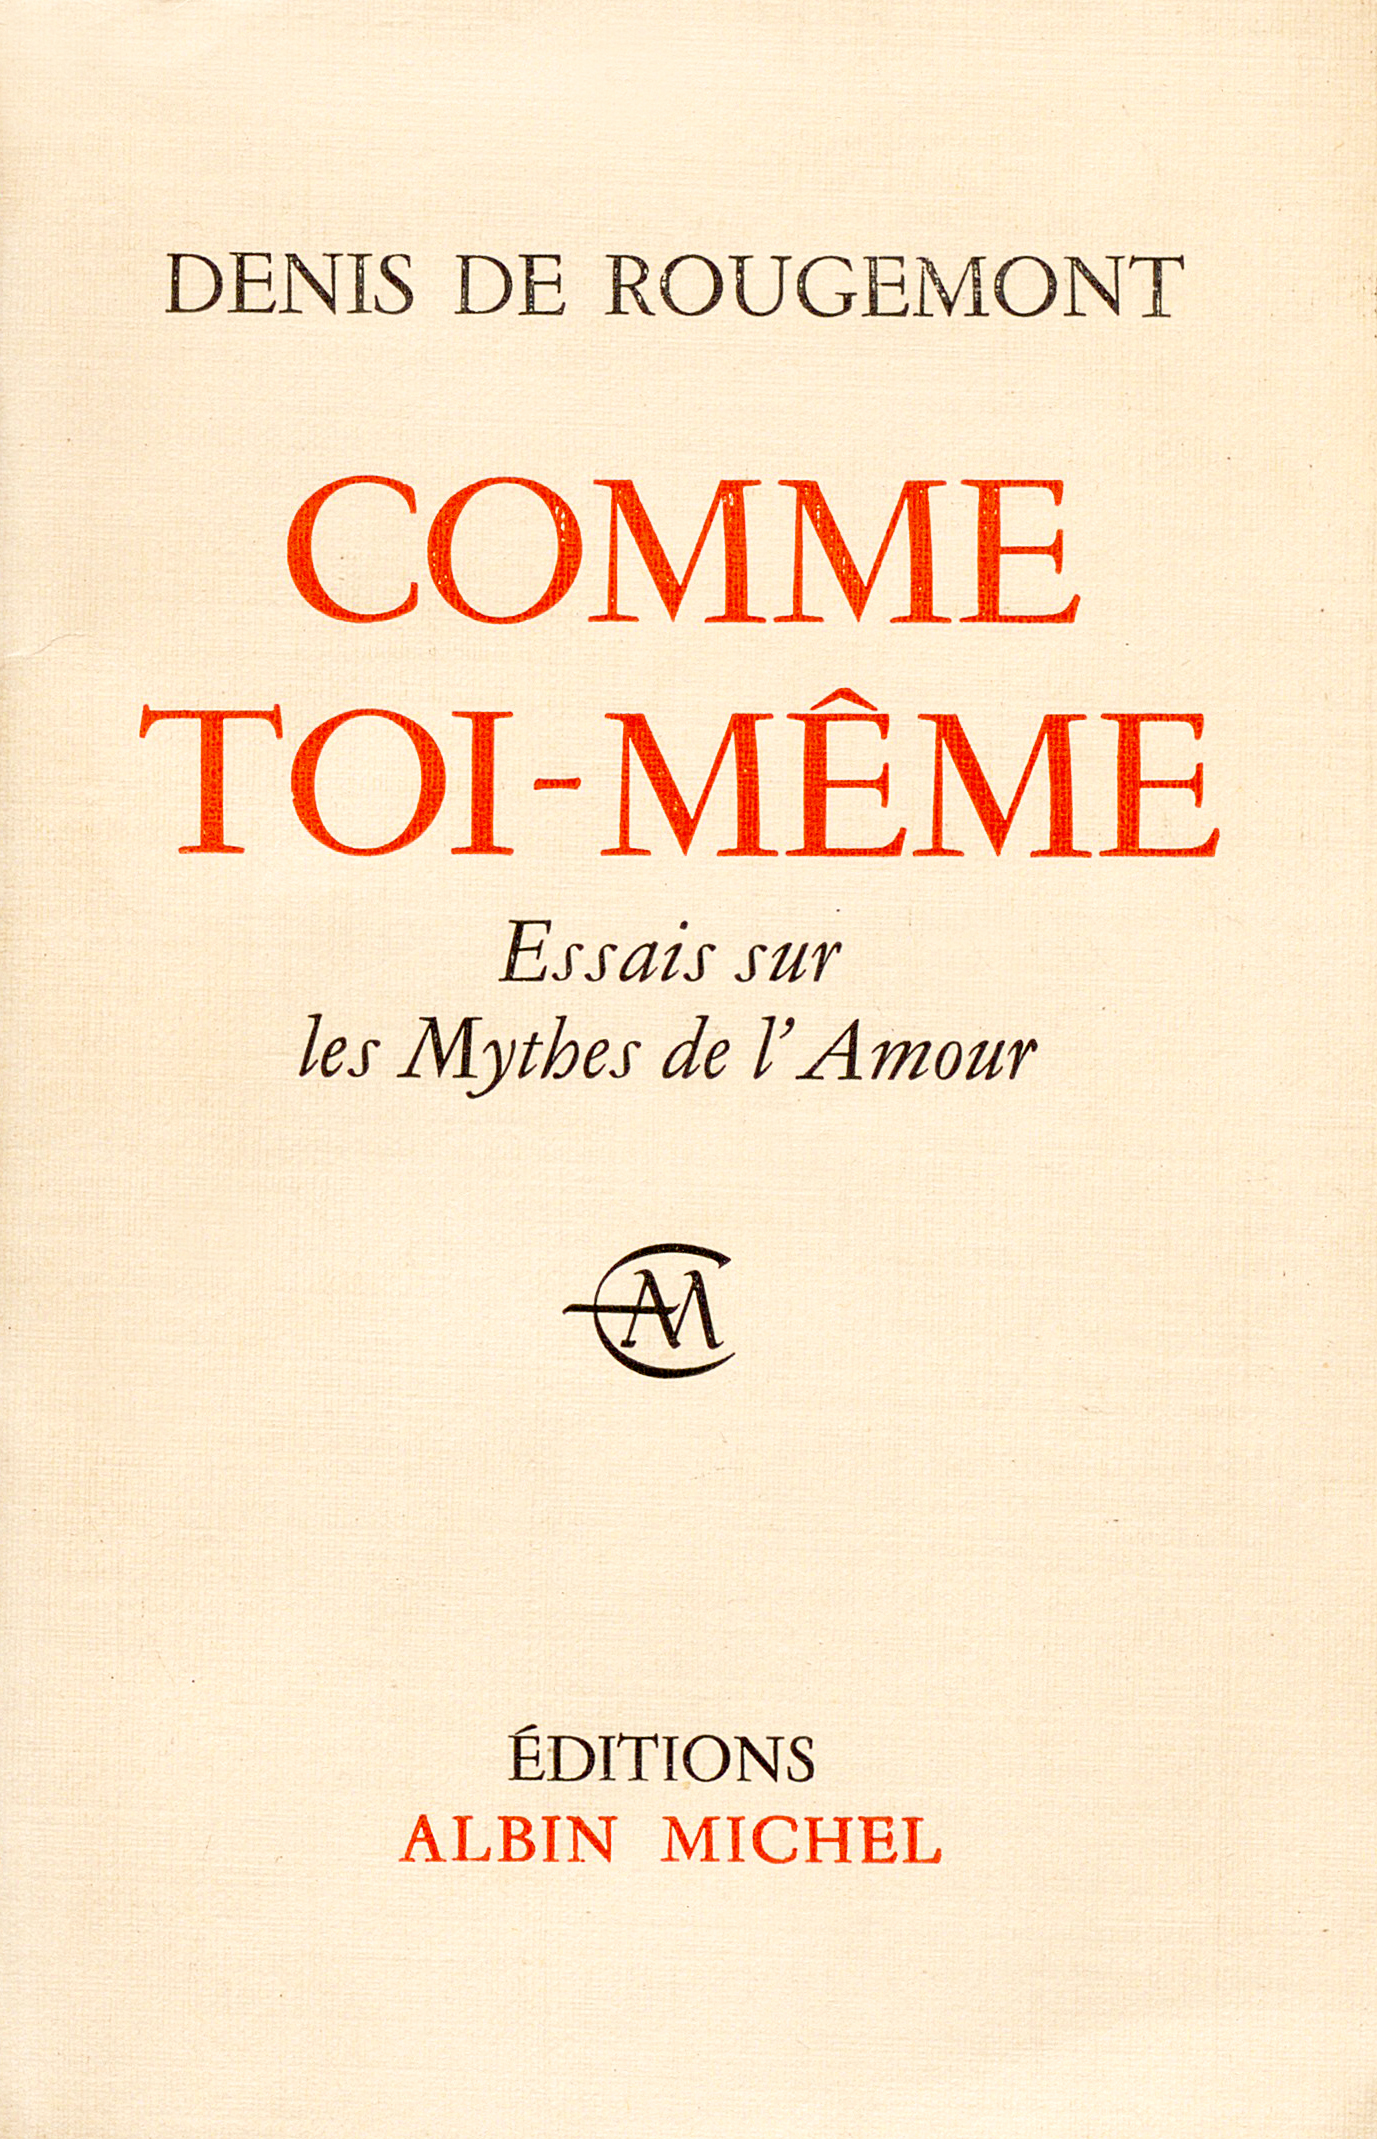 DENIS DE ROUGEMONT
COMME
TOI-MÊME
Essais sur
les Mythes de l'Amour
AM
ÉDITIONS
ALBIN MICHEL